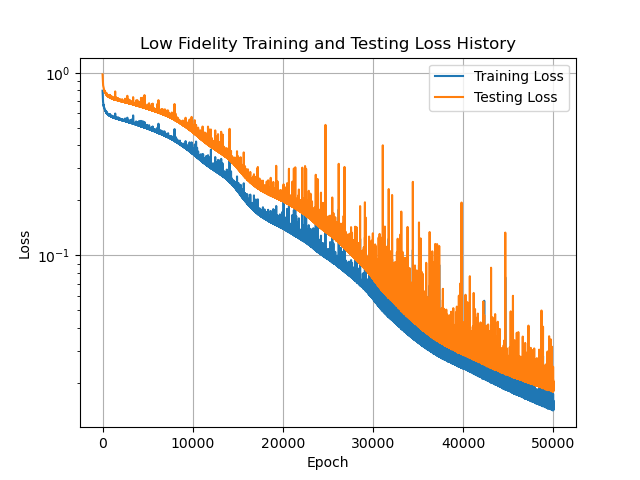 Low Fidelity Training and Testing Loss History
Training Loss
Testing Loss
10⁰
10⁻¹
Loss
0
10000
20000
30000
40000
50000
Epoch